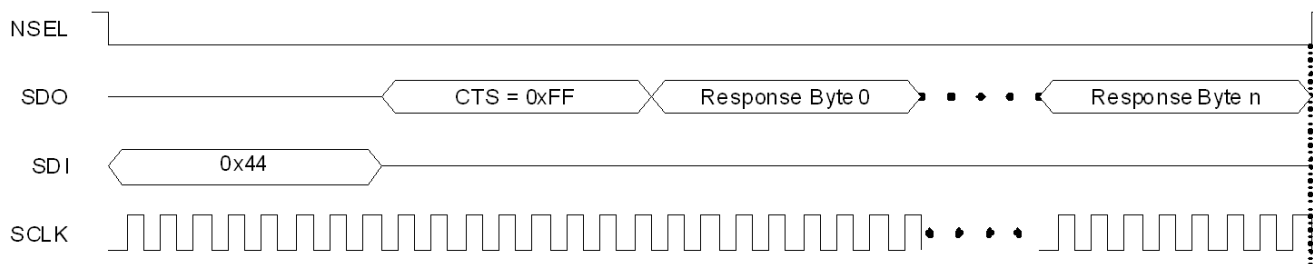 NSEL
SDO CTS = 0xFF Response Byte 0 Response Byte n
SDI 0x44
SCLK